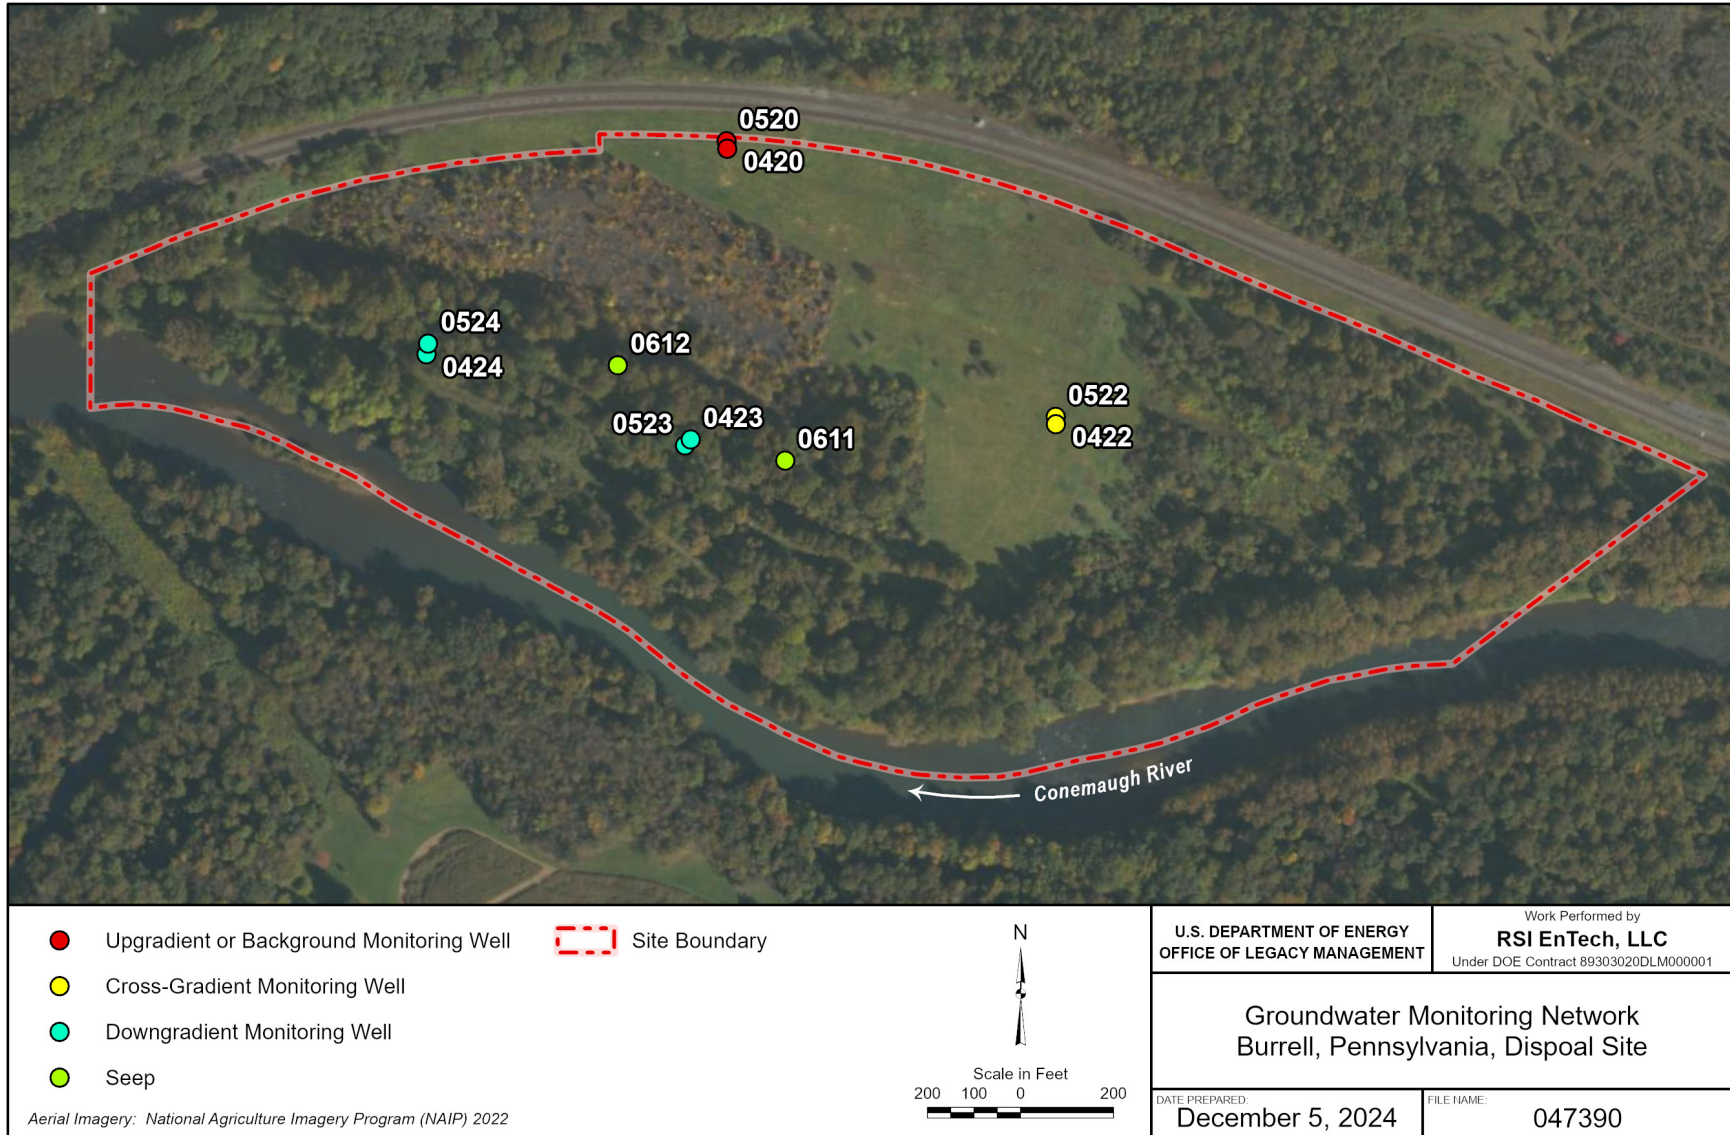 0520
0420
0524
0424
0612
0523
0423
0611
0522
0422
Conemaugh River
Upgradient or Background Monitoring Well
Site Boundary
Cross-Gradient Monitoring Well
Downgradient Monitoring Well
Seep
Aerial Imagery: National Agriculture Imagery Program (NAIP) 2022
N
Scale in Feet
200 100 0 200
U.S. DEPARTMENT OF ENERGY
OFFICE OF LEGACY MANAGEMENT
Work Performed by
RSI EnTech, LLC
Under DOE Contract 89303020DLM000001
Groundwater Monitoring Network
Burrell, Pennsylvania, Dispoal Site
DATE PREPARED:
December 5, 2024
FILE NAME:
047390